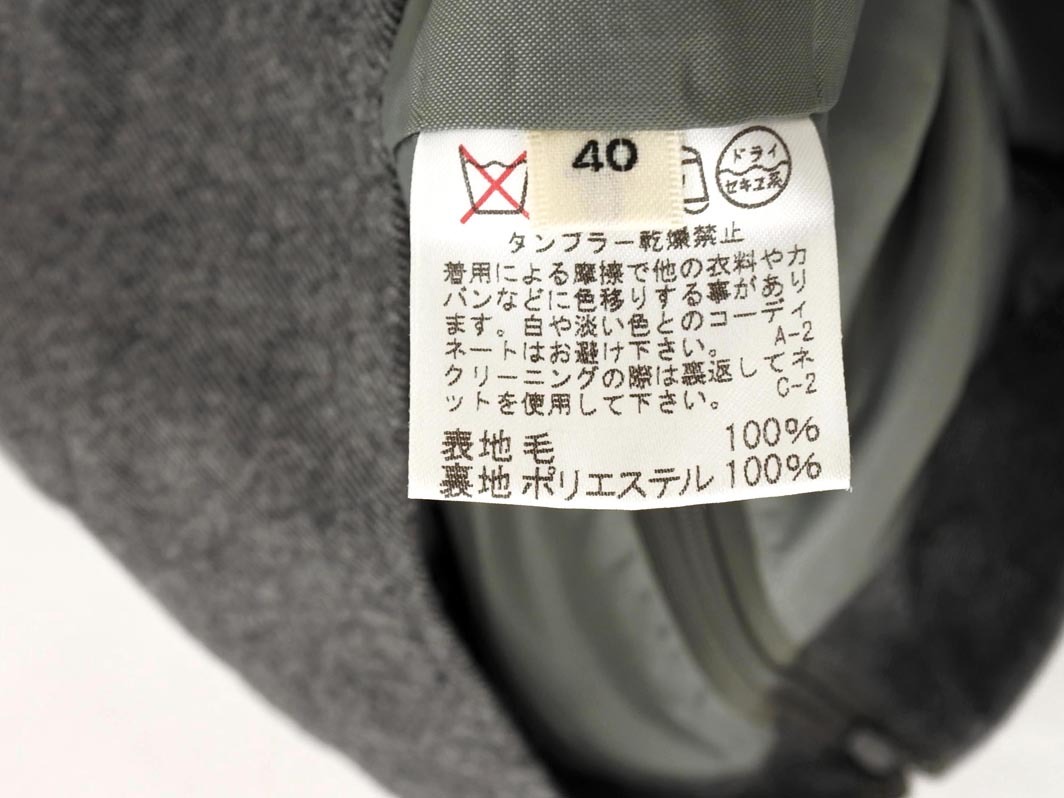 40
ドライ
セキユ系
タンブラー乾燥禁止
着用による摩擦で他の衣料やカ
バンなどに色移りする事があり
ます。白や淡い色とのコーディ
ネートはお避け下さい。 A-2
クリーニングの際は裏返してネ
ットを使用して下さい。 C-2
表地 毛 100%
裏地 ポリエステル 100%